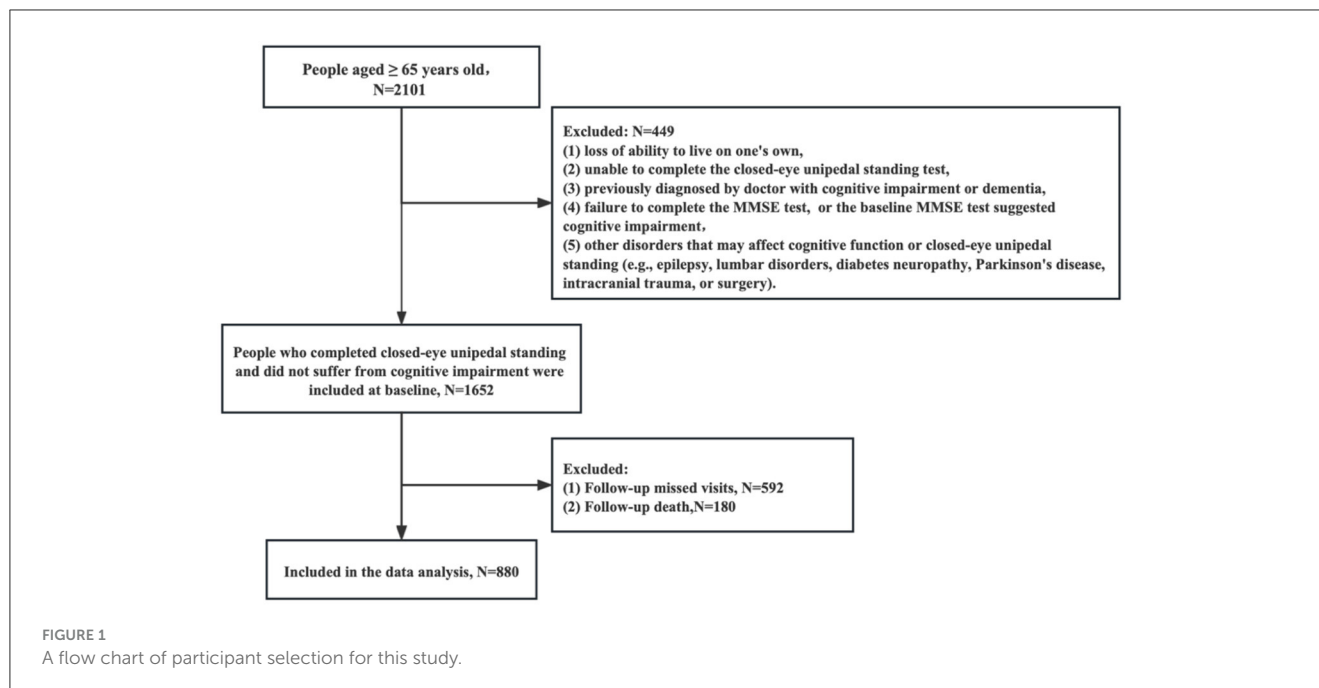 People aged ≥ 65 years old，
N=2101
Excluded: N=449
(1) loss of ability to live on one's own,
(2) unable to complete the closed-eye unipedal standing test,
(3) previously diagnosed by doctor with cognitive impairment or dementia,
(4) failure to complete the MMSE test, or the baseline MMSE test suggested
cognitive impairment，
(5) other disorders that may affect cognitive function or closed-eye unipedal
standing (e.g., epilepsy, lumbar disorders, diabetes neuropathy, Parkinson's disease,
intracranial trauma, or surgery).
People who completed closed-eye unipedal standing
and did not suffer from cognitive impairment were
included at baseline, N=1652
Excluded:
(1) Follow-up missed visits, N=592
(2) Follow-up death,N=180
Included in the data analysis, N=880
FIGURE 1
A flow chart of participant selection for this study.